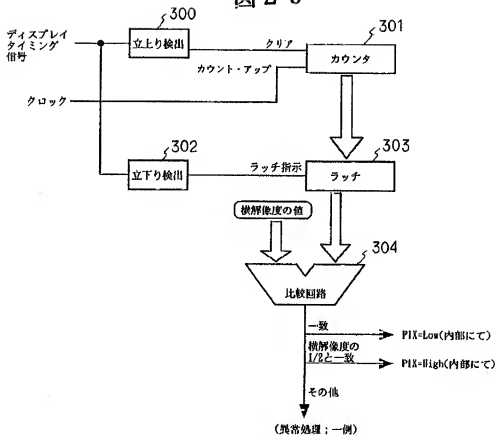 300
ディスプレイ
タイミング
信号
立上り検出
クリア
301
カウンタ
カウント・アップ
クロック
302
303
立下り検出
ラッチ指示
ラッチ
横解像度の値
304
比較回路
一致
PIX=Low(内部にて)
横解像度の
1/2と一致
PIX=High(内部にて)
その他
(異常処理;一例)